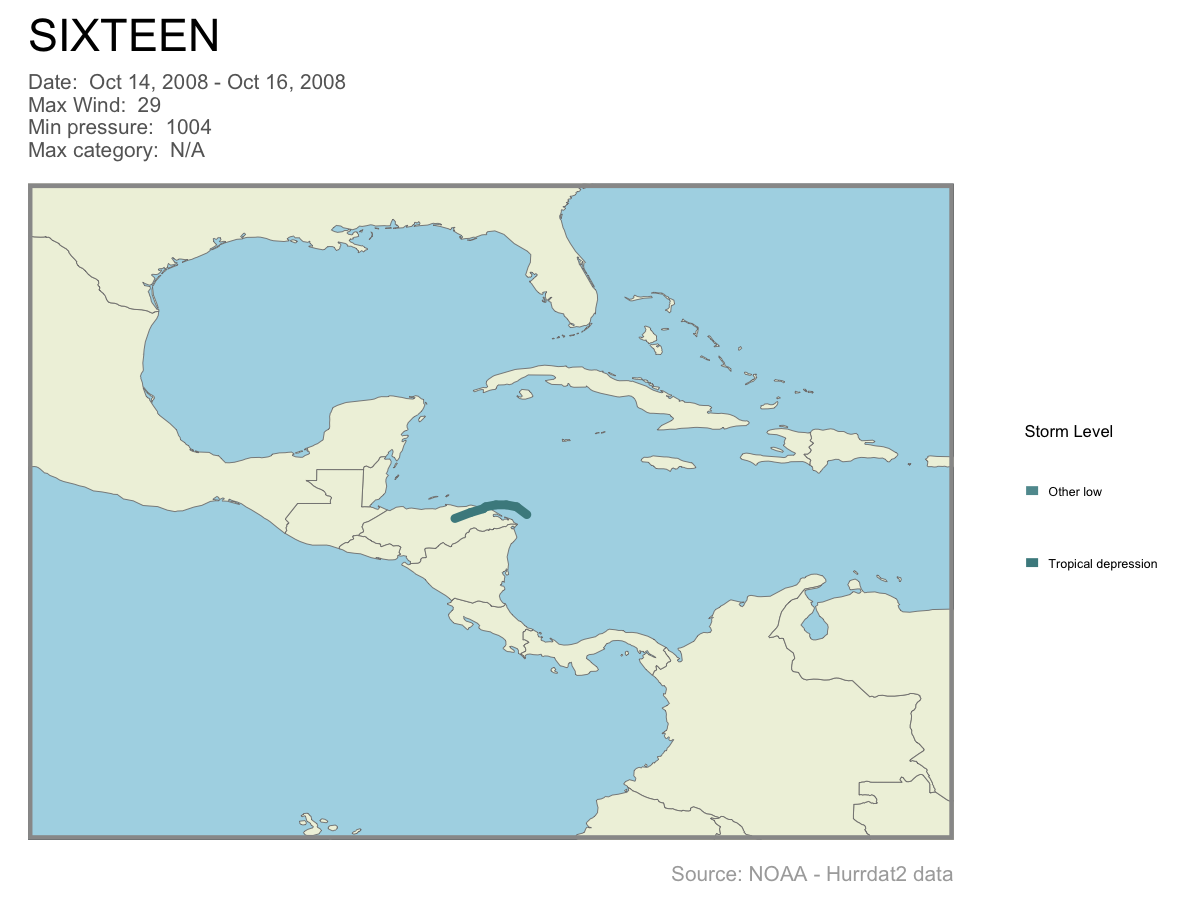 SIXTEEN
Date:  Oct 14, 2008 - Oct 16, 2008
Max Wind:  29
Min pressure:  1004
Max category:  N/A
Storm Level
Other low
Tropical depression
Source: NOAA - Hurrdat2 data